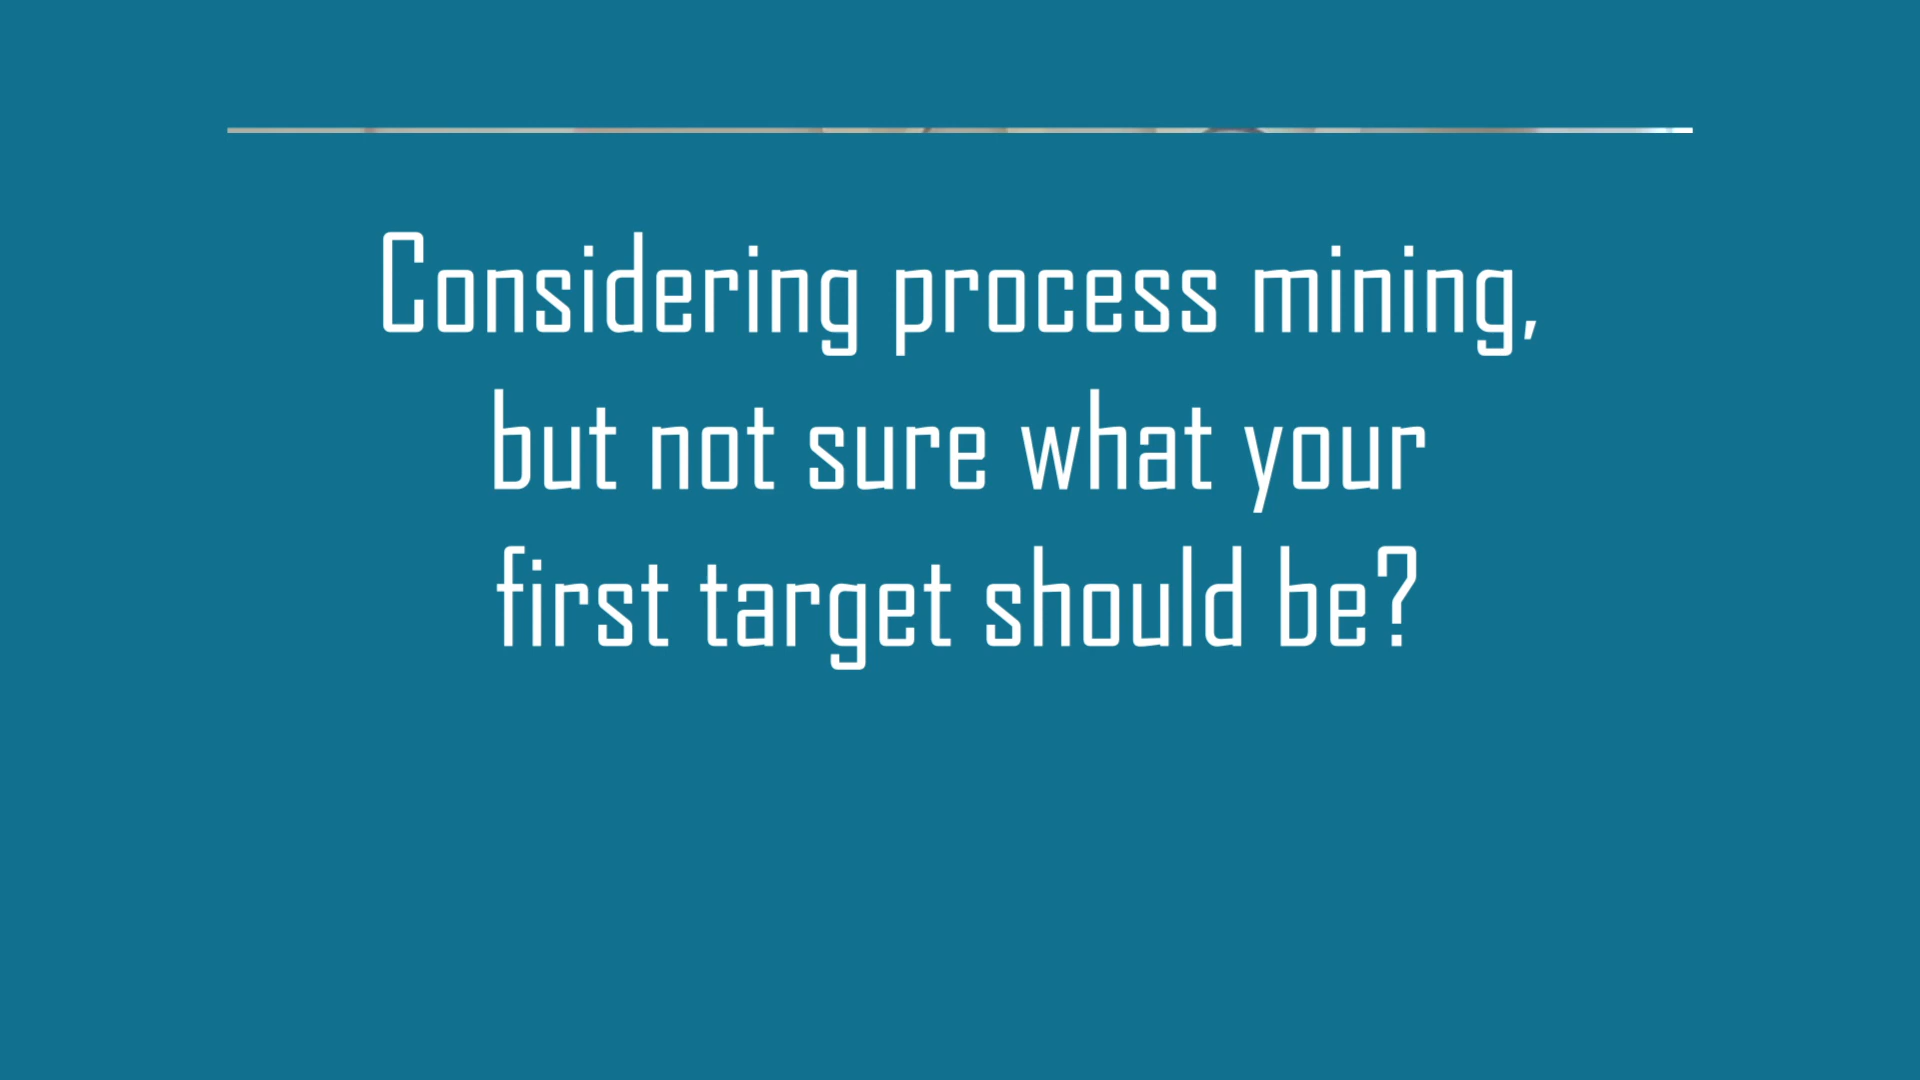 Considering process mining,
but not sure what your
first target should be?